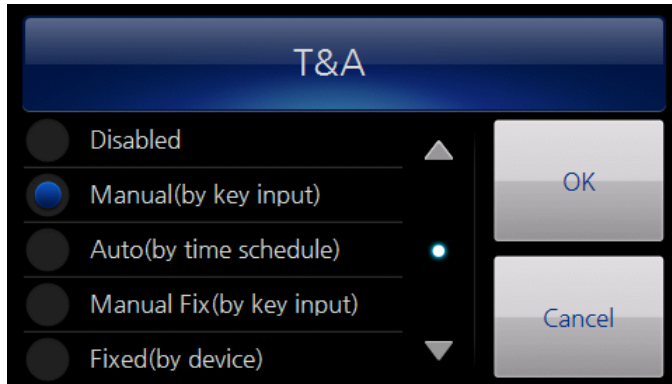 T&A
Disabled
Manual(by key input)
Auto(by time schedule)
Manual Fix(by key input)
Fixed(by device)
OK
Cancel